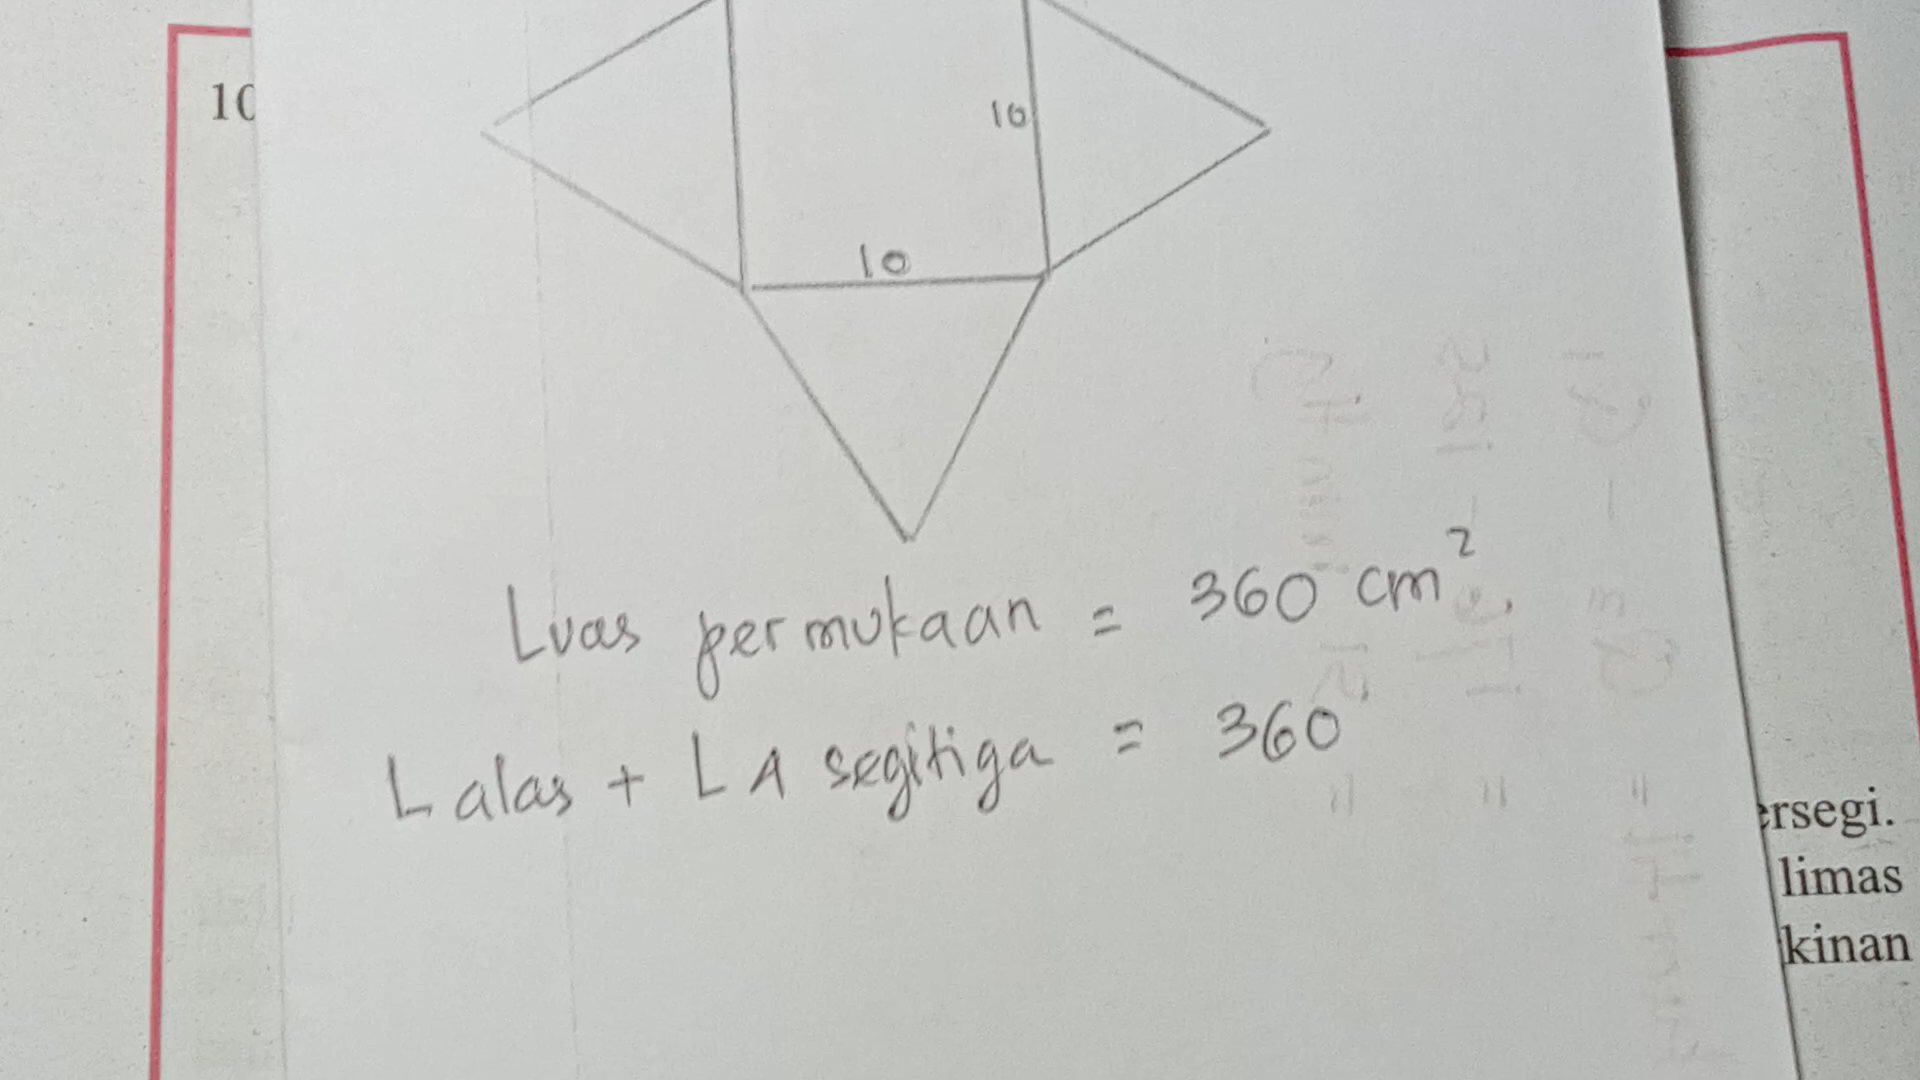 10
10
10
Luas permukaan = 360 cm².
L alas + L 4 segitiga = 360
ersegi.
limas
kinan